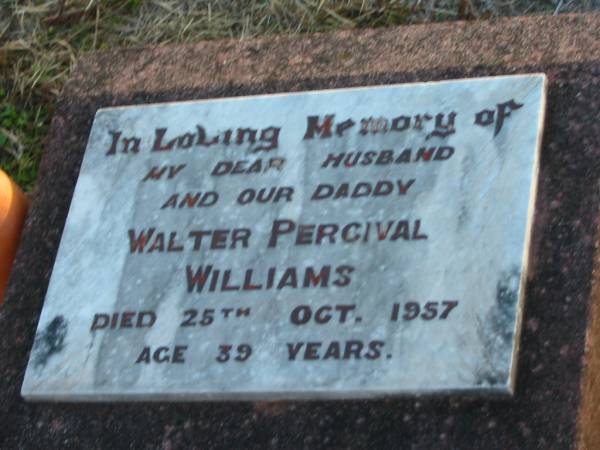 In Loving Memory of
MY DEAR HUSBAND
AND OUR DADDY
WALTER PERCIVAL
WILLIAMS
DIED 25TH OCT. 1957
AGE 39 YEARS.